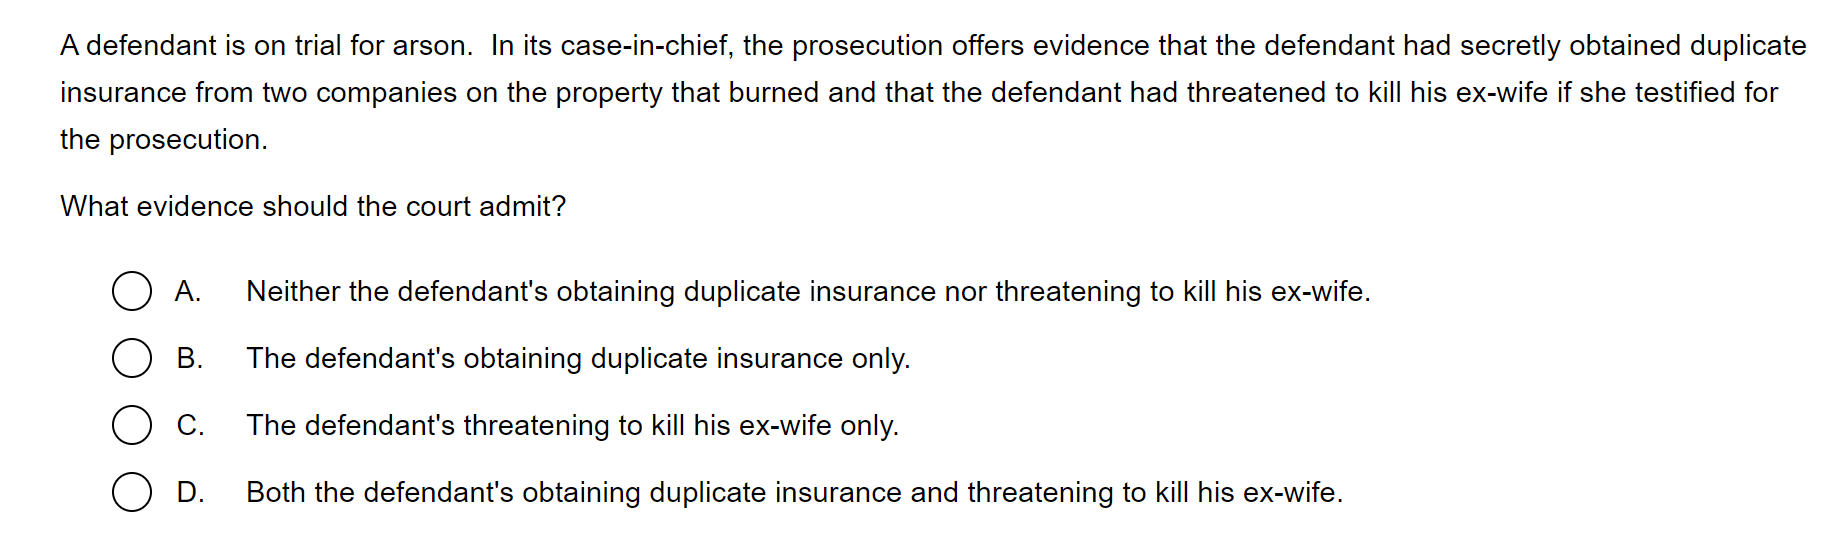 A defendant is on trial for arson.  In its case-in-chief, the prosecution offers evidence that the defendant had secretly obtained duplicate
insurance from two companies on the property that burned and that the defendant had threatened to kill his ex-wife if she testified for
the prosecution.
What evidence should the court admit?
A. Neither the defendant's obtaining duplicate insurance nor threatening to kill his ex-wife.
B. The defendant's obtaining duplicate insurance only.
C. The defendant's threatening to kill his ex-wife only.
D. Both the defendant's obtaining duplicate insurance and threatening to kill his ex-wife.